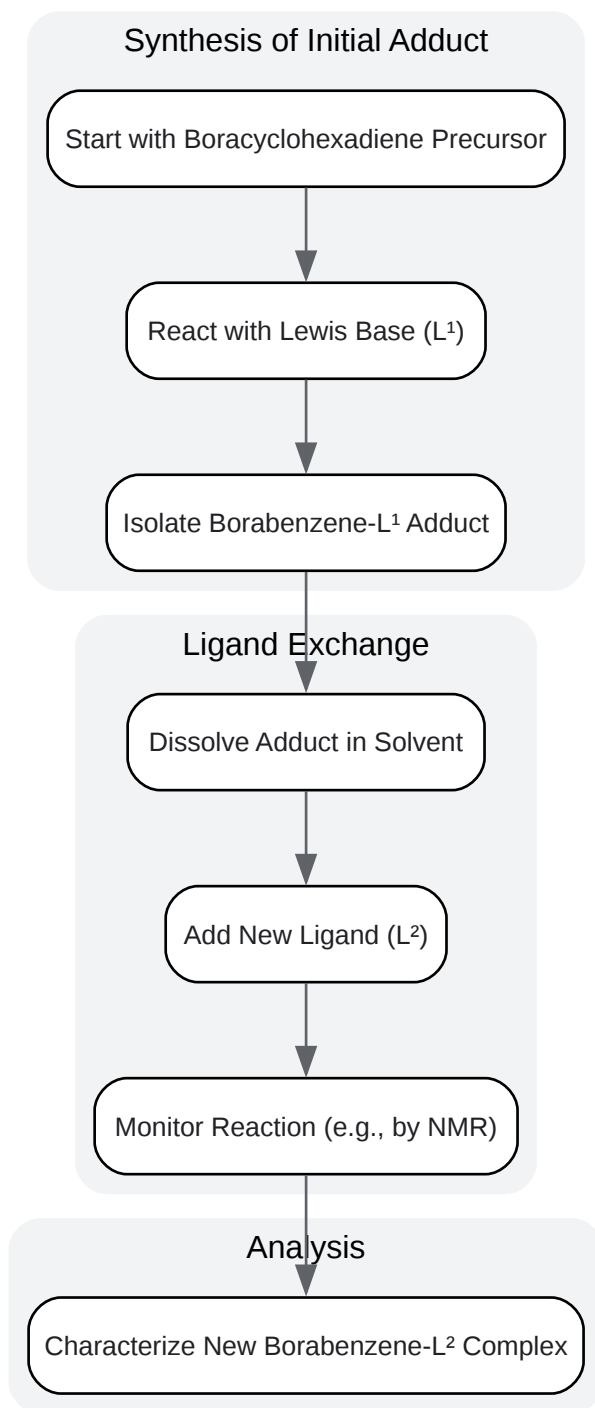 Synthesis of Initial Adduct
Start with Boracyclohexadiene Precursor
React with Lewis Base (L¹)
Isolate Borabenzene-L¹ Adduct
Ligand Exchange
Dissolve Adduct in Solvent
Add New Ligand (L²)
Monitor Reaction (e.g., by NMR)
Analysis
Characterize New Borabenzene-L² Complex